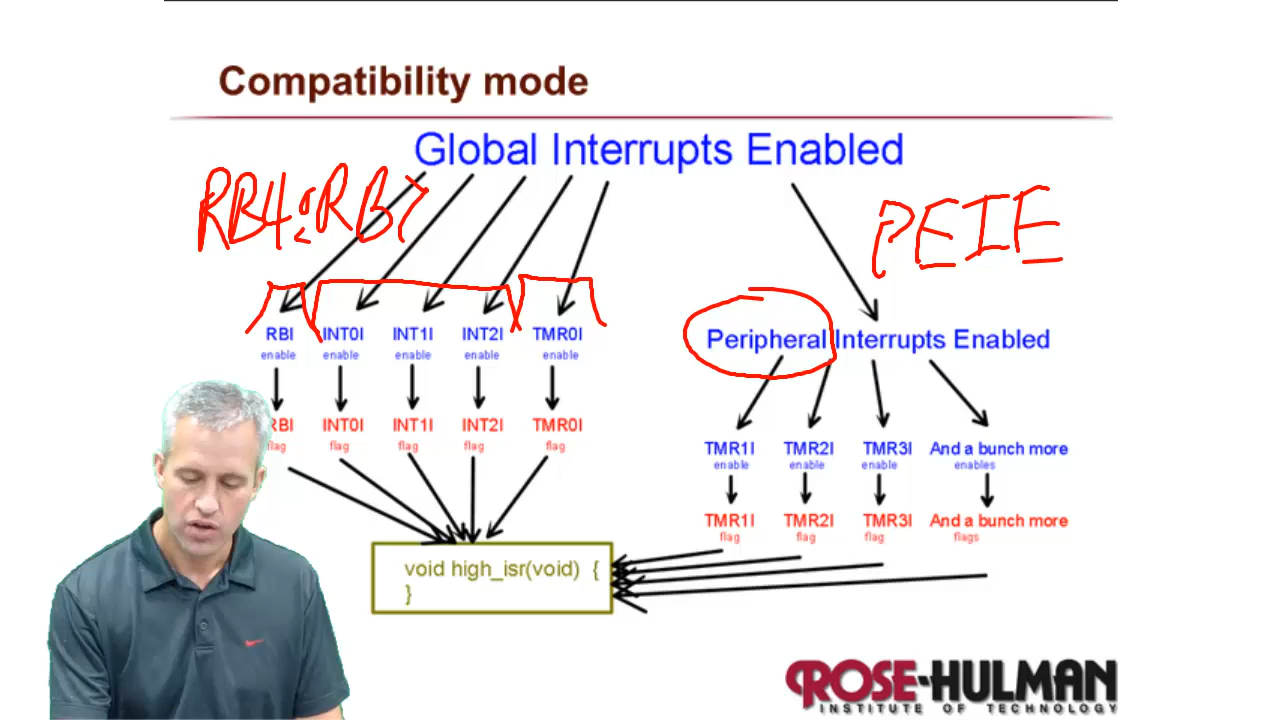 Compatibility mode
Global Interrupts Enabled
RB4:RB7
PEIE
RBI INT0I INT1I INT2I TMR0I
enable enable enable enable enable
Peripheral Interrupts Enabled
RBI INT0I INT1I INT2I TMR0I
flag flag flag flag flag
TMR1I TMR2I TMR3I And a bunch more
enable enable enable enables
TMR1I TMR2I TMR3I And a bunch more
flag flag flag flags
void high_isr(void) {
}
ROSE-HULMAN
INSTITUTE OF TECHNOLOGY